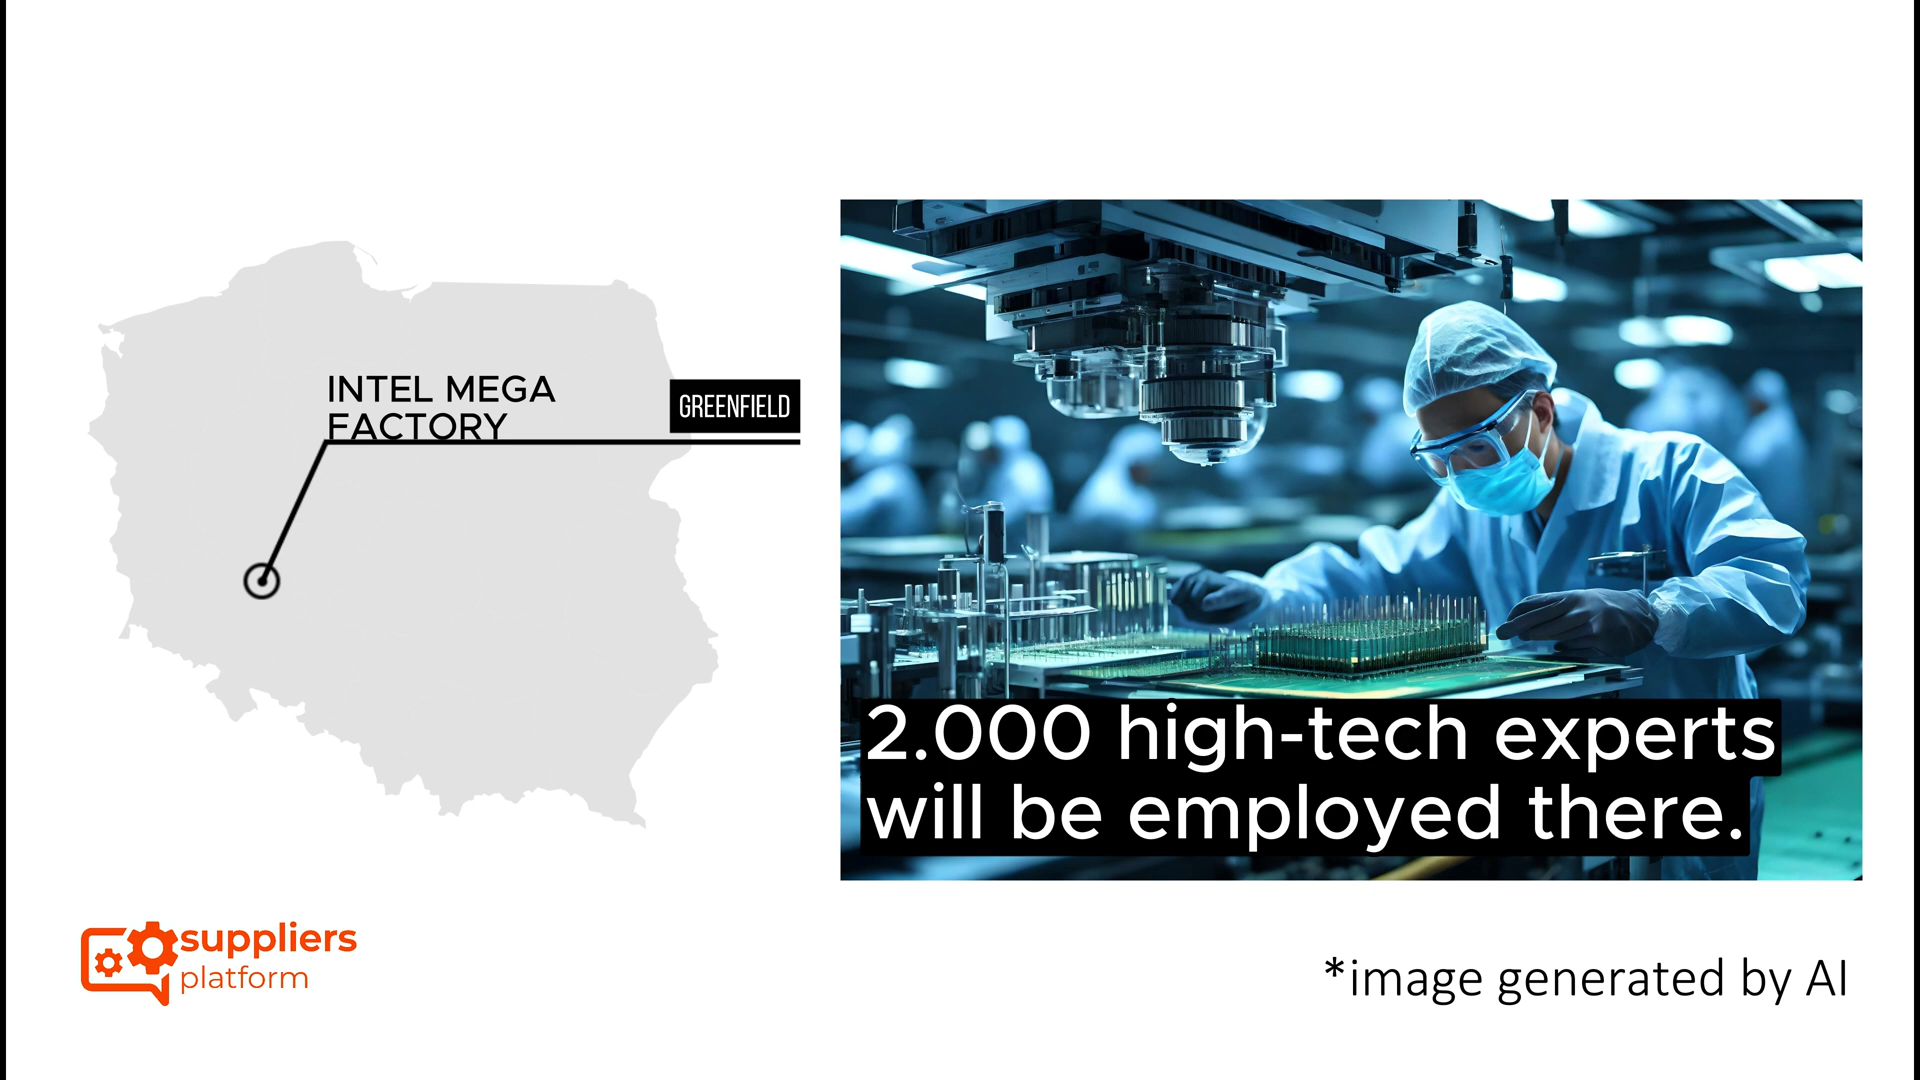 INTEL MEGA
FACTORY
GREENFIELD
2.000 high-tech experts
will be employed there.
suppliers
platform
*image generated by AI